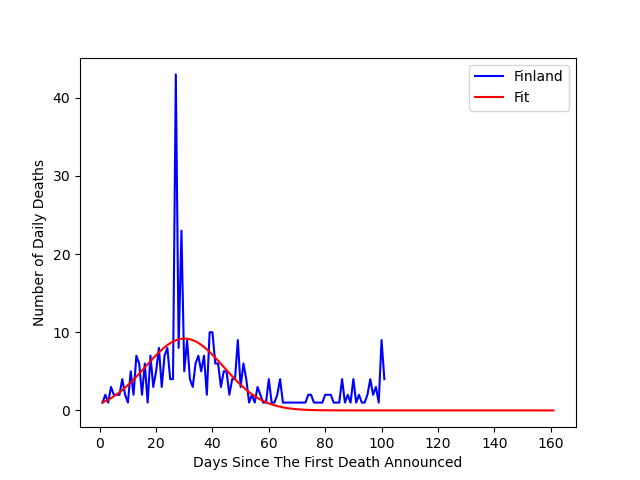 Finland
Fit
40
30
20
10
0
Number of Daily Deaths
0 20 40 60 80 100 120 140 160
Days Since The First Death Announced